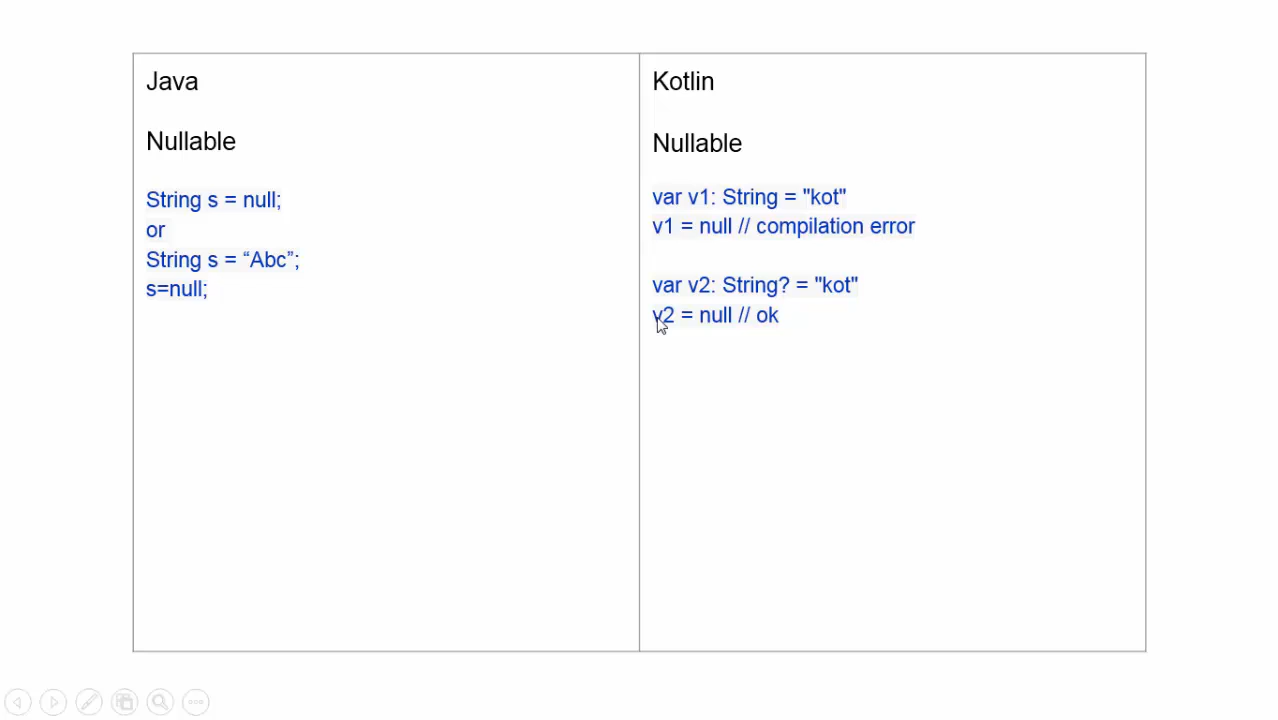 Java
Nullable
String s = null;
or
String s = “Abc”;
s=null;
Kotlin
Nullable
var v1: String = "kot"
v1 = null // compilation error
var v2: String? = "kot"
v2 = null // ok